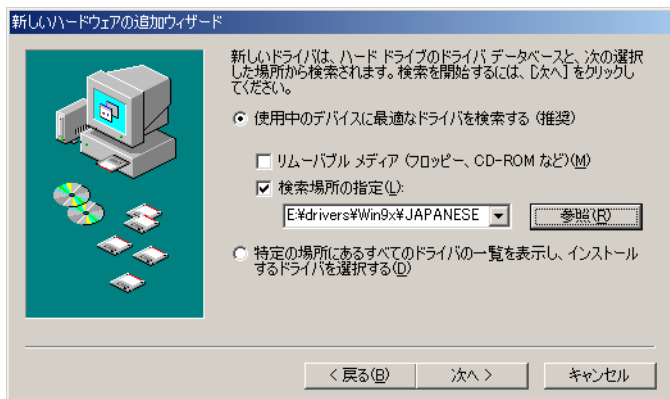 新しいハードウェアの追加ウィザード
新しいドライバは、ハード ドライブのドライバ データベースと、次の選択
した場所から検索されます。検索を開始するには、[次へ] をクリックし
てください。
使用中のデバイスに最適なドライバを検索する (推奨)
リムーバブル メディア (フロッピー、CD-ROM など)(M)
検索場所の指定(L):
E:¥drivers¥Win9x¥JAPANESE
参照(R)
特定の場所にあるすべてのドライバの一覧を表示し、インストール
するドライバを選択する(D)
< 戻る(B)
次へ >
キャンセル